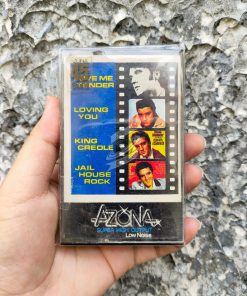 LOVE ME
TENDER
LOVING
YOU
KING
CREOLE
JAIL
HOUSE
ROCK
AZONA
SUPER HIGH OUTPUT
Low Noise